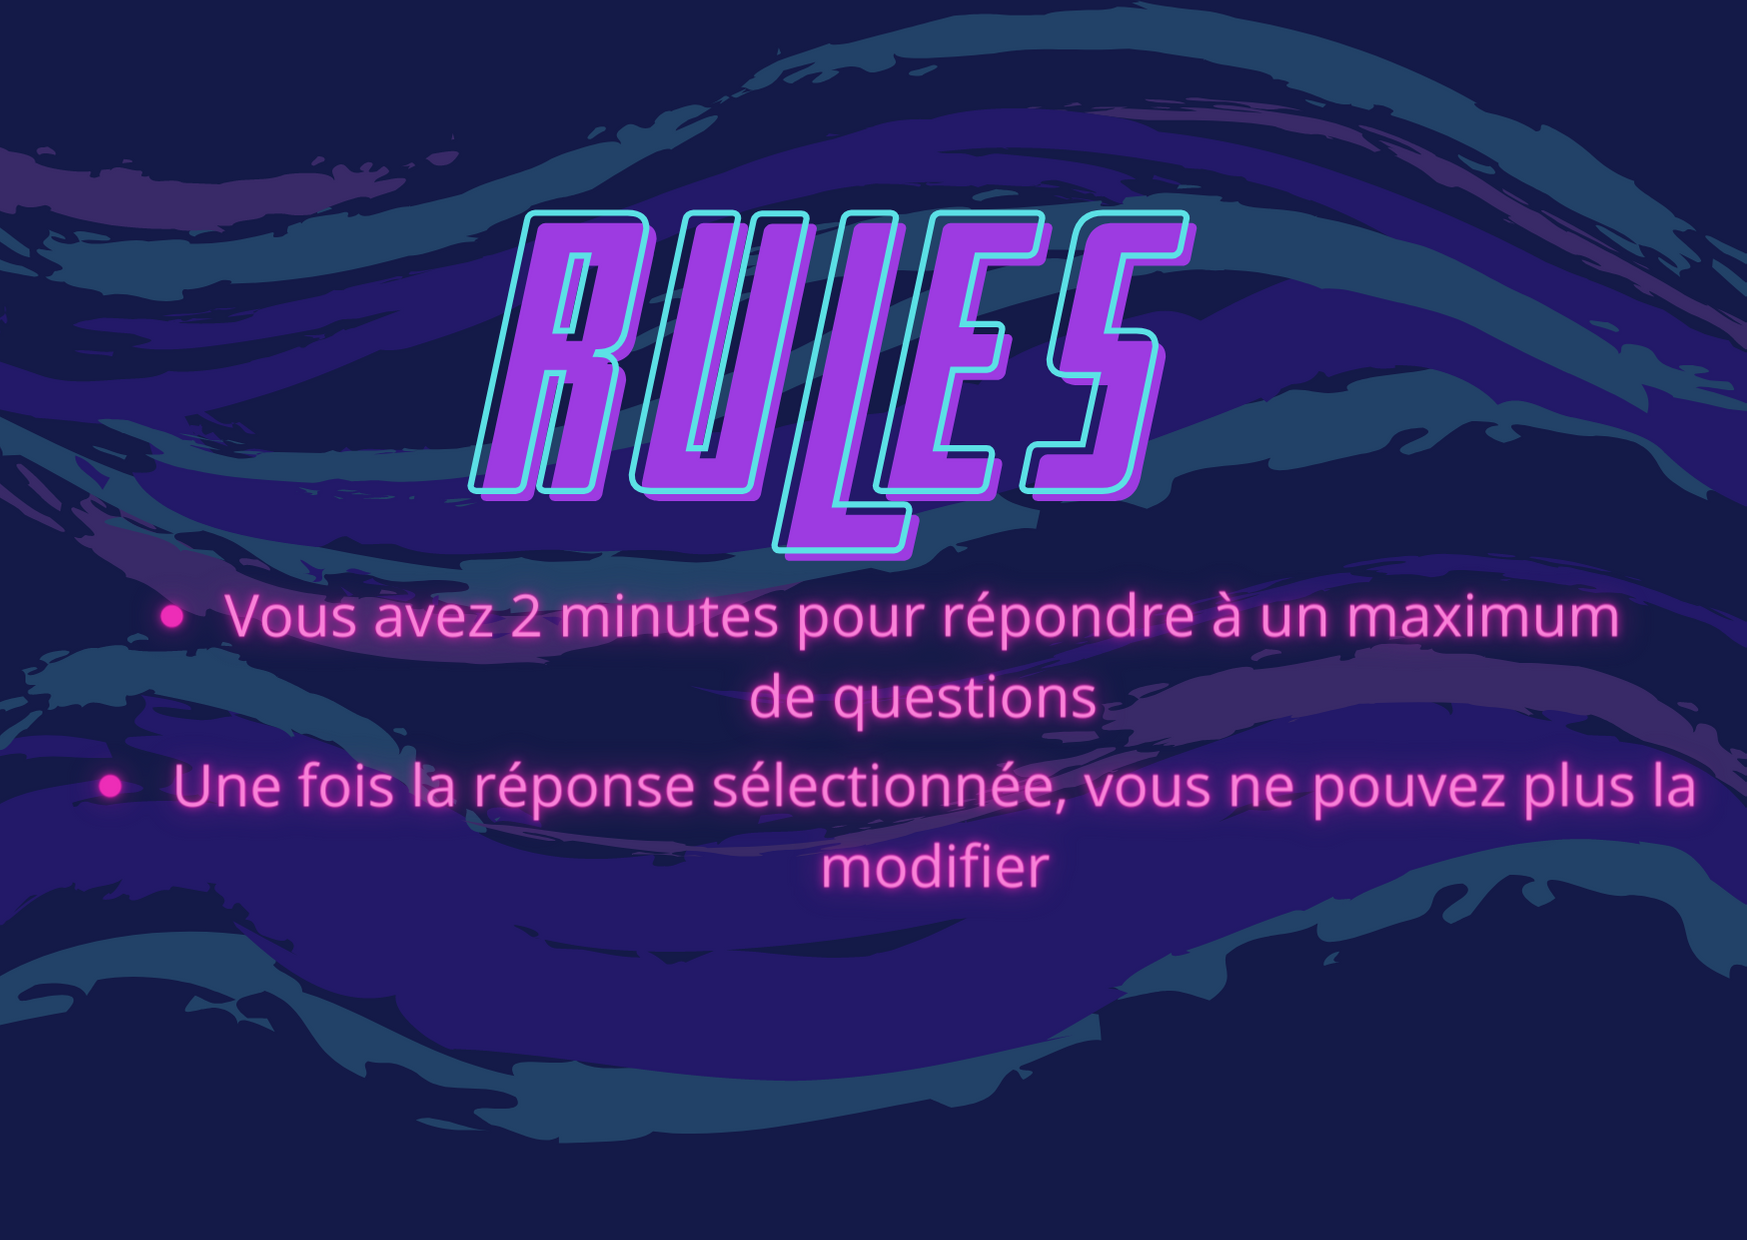 RULES
• Vous avez 2 minutes pour répondre à un maximum
de questions
• Une fois la réponse sélectionnée, vous ne pouvez plus la
modifier